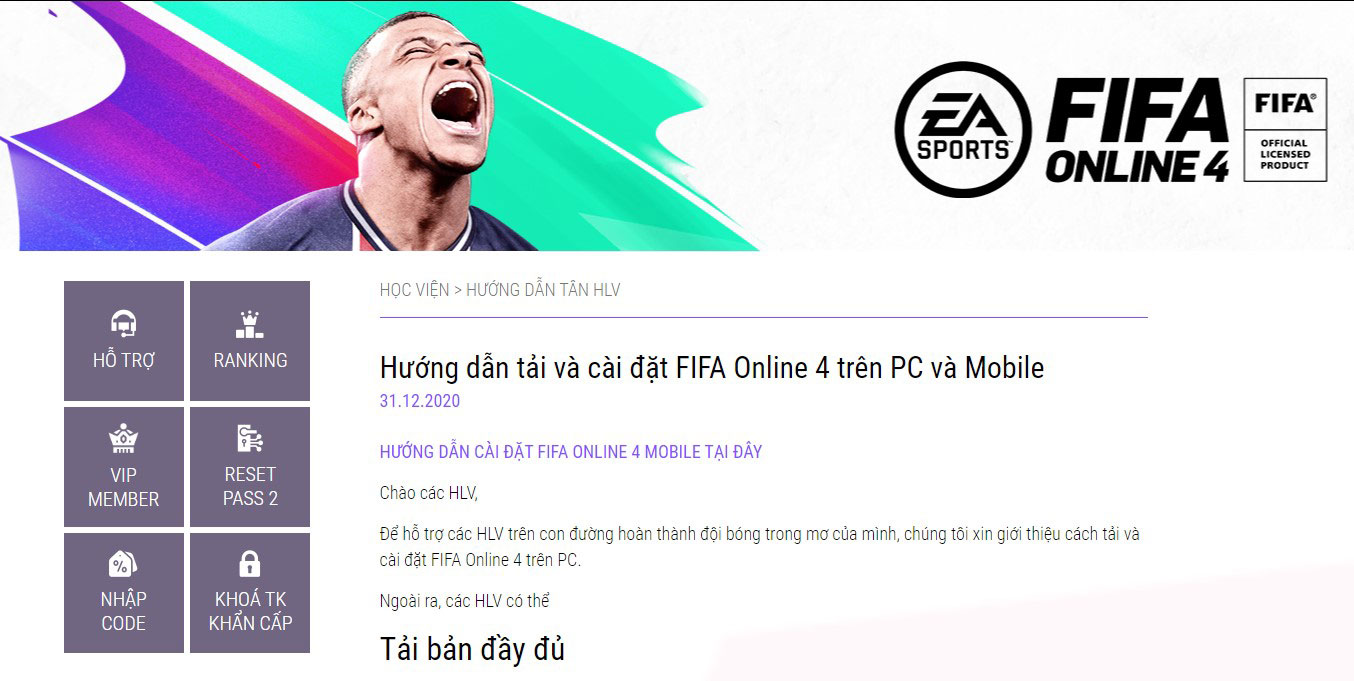 EA
SPORTS™
FIFA
ONLINE 4
FIFA®
OFFICIAL
LICENSED
PRODUCT
HỖ TRỢ
RANKING
VIP
MEMBER
RESET
PASS 2
NHẬP
CODE
KHOÁ TK
KHẨN CẤP
HỌC VIỆN > HƯỚNG DẪN TÂN HLV
Hướng dẫn tải và cài đặt FIFA Online 4 trên PC và Mobile
31.12.2020
HƯỚNG DẪN CÀI ĐẶT FIFA ONLINE 4 MOBILE TẠI ĐÂY
Chào các HLV,
Để hỗ trợ các HLV trên con đường hoàn thành đội bóng trong mơ của mình, chúng tôi xin giới thiệu cách tải và
cài đặt FIFA Online 4 trên PC.
Ngoài ra, các HLV có thể
Tải bản đầy đủ